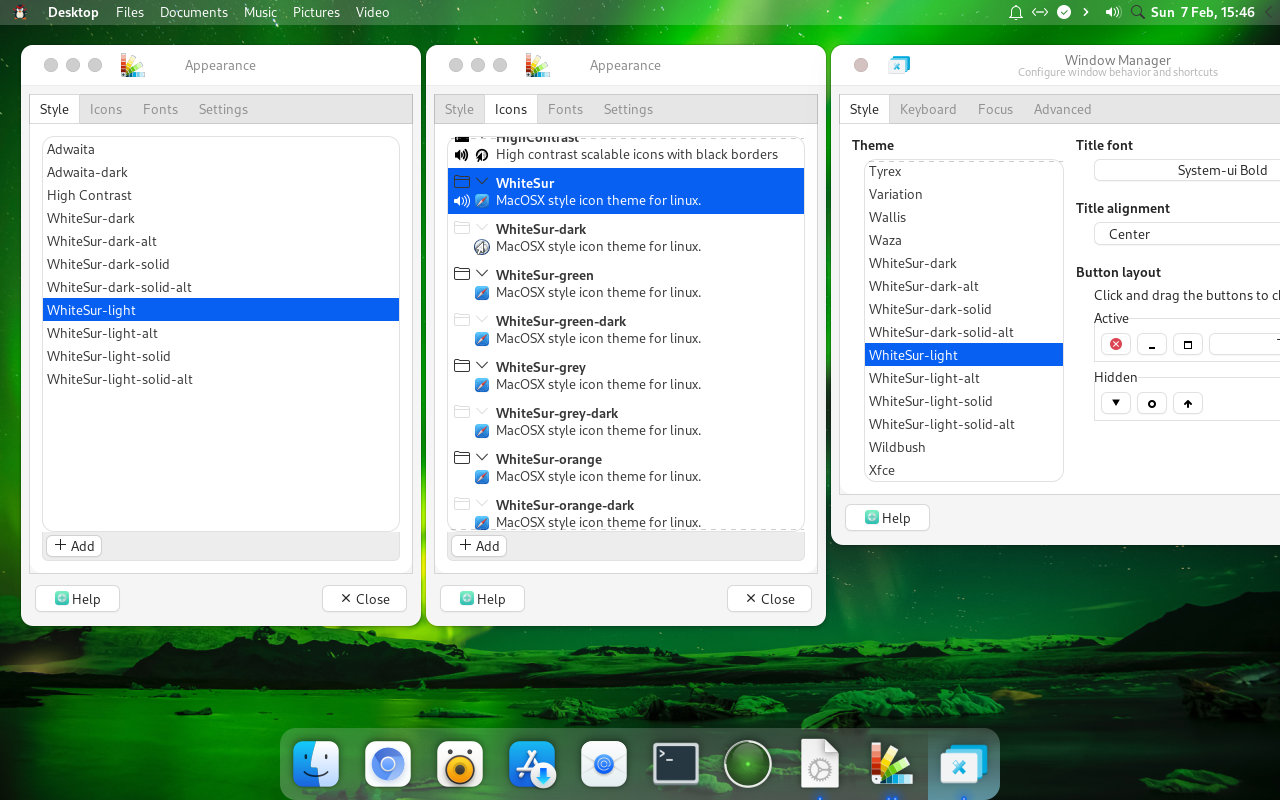 Desktop Files Documents Music Pictures Video
Sun 7 Feb, 15:46
Appearance
Style Icons Fonts Settings
Adwaita
Adwaita-dark
High Contrast
WhiteSur-dark
WhiteSur-dark-alt
WhiteSur-dark-solid
WhiteSur-dark-solid-alt
WhiteSur-light
WhiteSur-light-alt
WhiteSur-light-solid
WhiteSur-light-solid-alt
Add
Help
Close
Appearance
Style Icons Fonts Settings
HighContrast
High contrast scalable icons with black borders
WhiteSur
MacOSX style icon theme for linux.
WhiteSur-dark
MacOSX style icon theme for linux.
WhiteSur-green
MacOSX style icon theme for linux.
WhiteSur-green-dark
MacOSX style icon theme for linux.
WhiteSur-grey
MacOSX style icon theme for linux.
WhiteSur-grey-dark
MacOSX style icon theme for linux.
WhiteSur-orange
MacOSX style icon theme for linux.
WhiteSur-orange-dark
MacOSX style icon theme for linux.
Add
Help
Close
Window Manager
Configure window behavior and shortcuts
Style Keyboard Focus Advanced
Theme
Tyrex
Variation
Wallis
Waza
WhiteSur-dark
WhiteSur-dark-alt
WhiteSur-dark-solid
WhiteSur-dark-solid-alt
WhiteSur-light
WhiteSur-light-alt
WhiteSur-light-solid
WhiteSur-light-solid-alt
Wildbush
Xfce
Title font
System-ui Bold
Title alignment
Center
Button layout
Click and drag the buttons to
Active
Hidden
Help